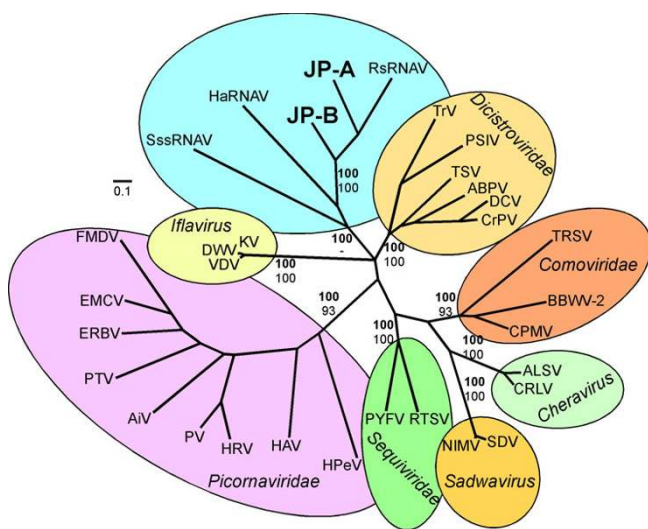 JP-A
RsRNAV
HaRNAV
JP-B
SssRNAV
100
100
0.1
TrV
Dicistroviridae
PSIV
TSV
ABPV
DCV
CrPV
100
-
100
100
Iflavirus
KV
DWV
VDV
100
100
FMDV
EMCV
ERBV
PTV
AiV
PV
HRV
HAV
HPeV
Picornaviridae
100
93
TRSV
Comoviridae
BBWV-2
CPMV
100
93
100
100
100
100
ALSV
CRLV
Cheravirus
100
100
PYFV
RTSV
Sequiviridae
NIMV
SDV
Sadwavirus